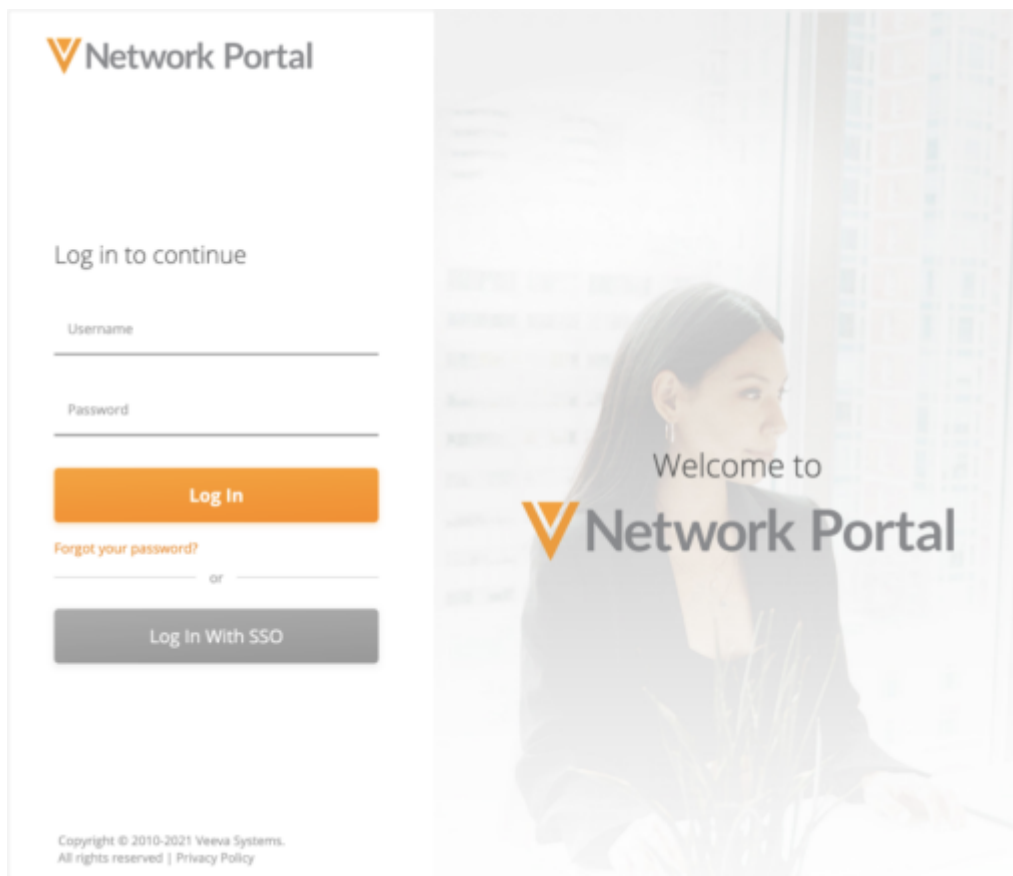 Network Portal
Log in to continue
Username
Password
Log In
Forgot your password?
or
Log In With SSO
Copyright © 2010-2021 Veeva Systems.
All rights reserved | Privacy Policy
Welcome to
Network Portal